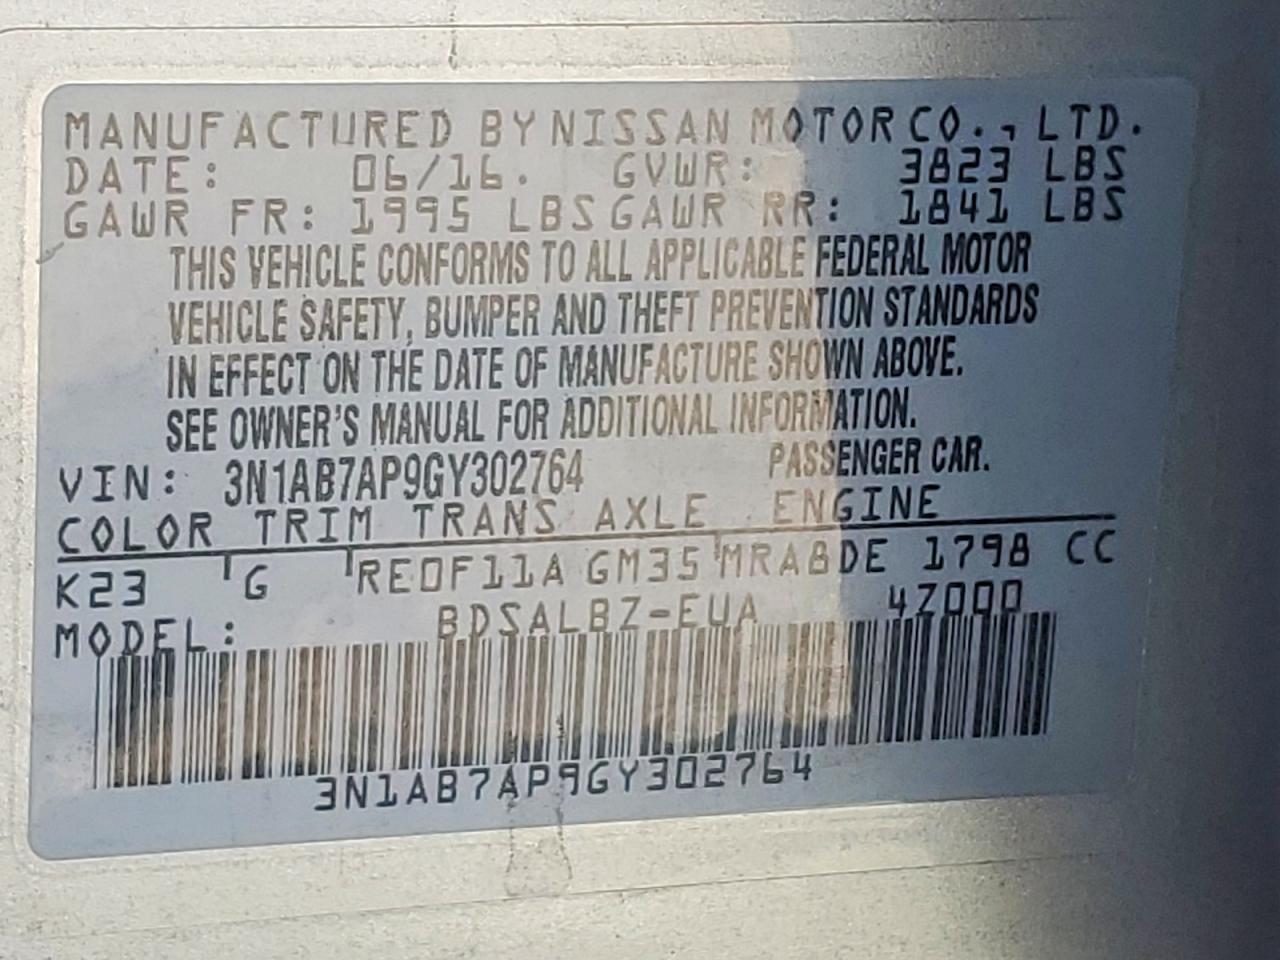 MANUFACTURED BY NISSAN MOTOR CO., LTD.
DATE: 06/16. GVWR: 3823 LBS
GAWR FR: 1995 LBS GAWR RR: 1841 LBS
THIS VEHICLE CONFORMS TO ALL APPLICABLE FEDERAL MOTOR
VEHICLE SAFETY, BUMPER AND THEFT PREVENTION STANDARDS
IN EFFECT ON THE DATE OF MANUFACTURE SHOWN ABOVE.
SEE OWNER'S MANUAL FOR ADDITIONAL INFORMATION.
VIN: 3N1AB7AP9GY302764 PASSENGER CAR.
COLOR TRIM TRANS AXLE ENGINE
K23 G RE0F11A GM35 MRA8DE 1798 CC
MODEL: BDSALBZ-EUA 4Z000
3N1AB7AP9GY302764